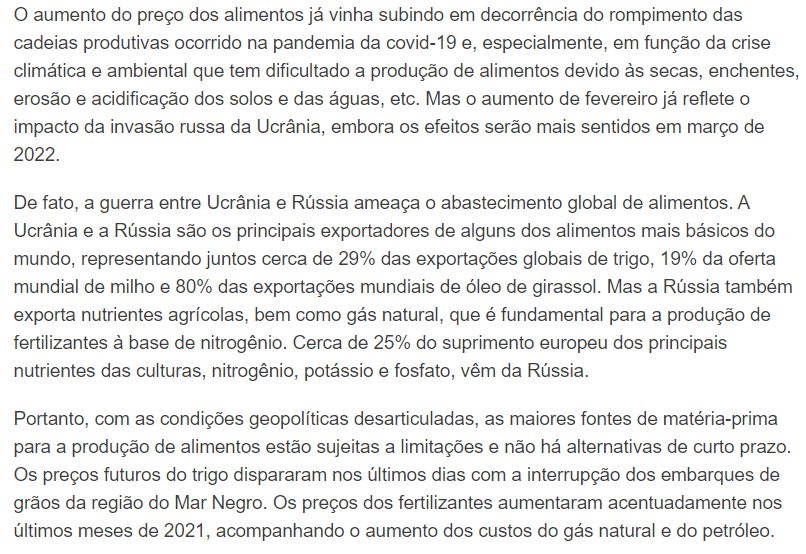 O aumento do preço dos alimentos já vinha subindo em decorrência do rompimento das
cadeias produtivas ocorrido na pandemia da covid-19 e, especialmente, em função da crise
climática e ambiental que tem dificultado a produção de alimentos devido às secas, enchentes,
erosão e acidificação dos solos e das águas, etc. Mas o aumento de fevereiro já reflete o
impacto da invasão russa da Ucrânia, embora os efeitos serão mais sentidos em março de
2022.
De fato, a guerra entre Ucrânia e Rússia ameaça o abastecimento global de alimentos. A
Ucrânia e a Rússia são os principais exportadores de alguns dos alimentos mais básicos do
mundo, representando juntos cerca de 29% das exportações globais de trigo, 19% da oferta
mundial de milho e 80% das exportações mundiais de óleo de girassol. Mas a Rússia também
exporta nutrientes agrícolas, bem como gás natural, que é fundamental para a produção de
fertilizantes à base de nitrogênio. Cerca de 25% do suprimento europeu dos principais
nutrientes das culturas, nitrogênio, potássio e fosfato, vêm da Rússia.
Portanto, com as condições geopolíticas desarticuladas, as maiores fontes de matéria-prima
para a produção de alimentos estão sujeitas a limitações e não há alternativas de curto prazo.
Os preços futuros do trigo dispararam nos últimos dias com a interrupção dos embarques de
grãos da região do Mar Negro. Os preços dos fertilizantes aumentaram acentuadamente nos
últimos meses de 2021, acompanhando o aumento dos custos do gás natural e do petróleo.